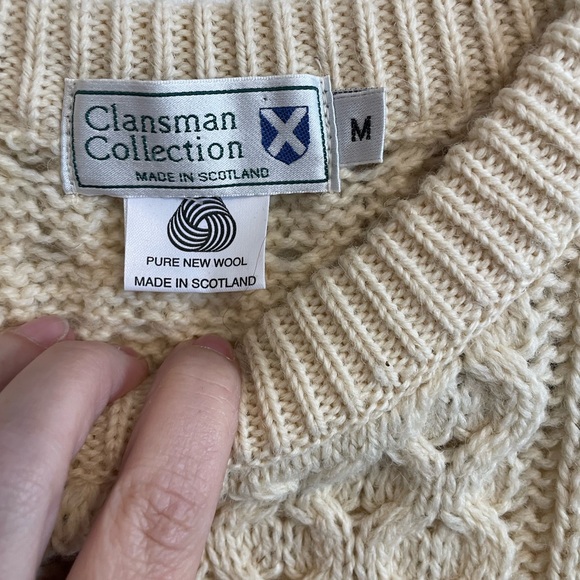 Clansman
Collection
MADE IN SCOTLAND
M
PURE NEW WOOL
MADE IN SCOTLAND